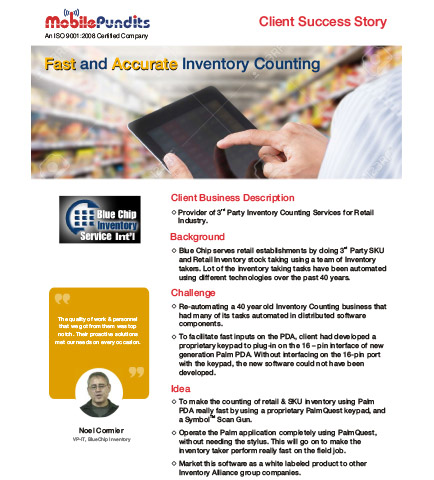 MobilePundits
An ISO 9001:2008 Certified Company
Client Success Story
Fast and Accurate Inventory Counting
Blue Chip
Inventory
Service Int'l
Client Business Description
◇ Provider of 3rd Party Inventory Counting Services for Retail
Industry.
Background
◇ Blue Chip serves retail establishments by doing 3rd Party SKU
and Retail Inventory stock taking using a team of Inventory
takers. Lot of the inventory taking tasks have been automated
using different technologies over the past 40 years.
Challenge
◇ Re-automating a 40 year old Inventory Counting business that
had many of its tasks automated in distributed software
components.
◇ To facilitate fast inputs on the PDA, client had developed a
proprietary keypad to plug-in on the 16 – pin interface of new
generation Palm PDA. Without interfacing on the 16-pin port
with the keypad, the new software could not have been
developed.
Idea
◇ To make the counting of retail & SKU inventory using Palm
PDA really fast by using a proprietary PalmQuest keypad, and
a Symbol™ Scan Gun.
◇ Operate the Palm application completely using PalmQuest,
without needing the stylus. This will go on to make the
inventory taker perform really fast on the field job.
◇ Market this software as a white labeled product to other
Inventory Alliance group companies.
"
The quality of work & personnel
that we got from them was top
notch. Their proactive solutions
met our needs on every occasion.
"
Noel Cormier
VP-IT, BlueChip Inventory